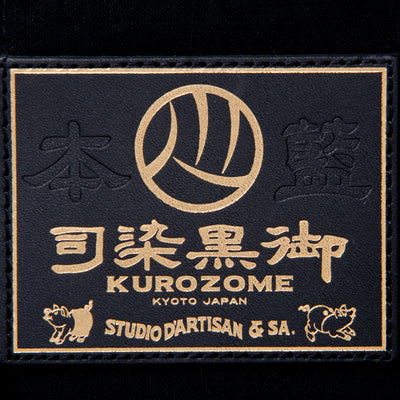 藍本
御黒染司
KUROZOME
KYOTO JAPAN
STUDIO D'ARTISAN & SA.